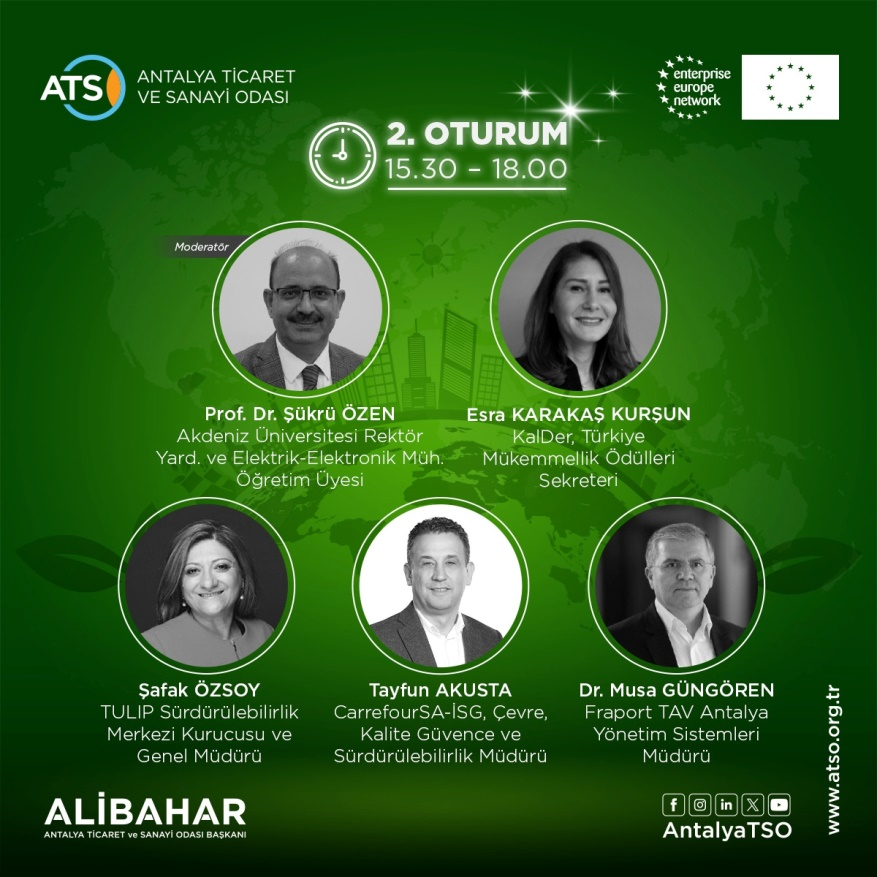 ATSO
ANTALYA TİCARET
VE SANAYİ ODASI
enterprise
europe
network
2. OTURUM
15.30 – 18.00
Moderatör
Prof. Dr. Şükrü ÖZEN
Akdeniz Üniversitesi Rektör
Yard. ve Elektrik-Elektronik Müh.
Öğretim Üyesi
Esra KARAKAŞ KURŞUN
KalDer, Türkiye
Mükemmellik Ödülleri
Sekreteri
Şafak ÖZSOY
TULIP Sürdürülebilirlik
Merkezi Kurucusu ve
Genel Müdürü
Tayfun AKUSTA
CarrefourSA-İSG, Çevre,
Kalite Güvence ve
Sürdürülebilirlik Müdürü
Dr. Musa GÜNGÖREN
Fraport TAV Antalya
Yönetim Sistemleri
Müdürü
ALİBAHAR
ANTALYA TİCARET ve SANAYİ ODASI BAŞKANI
AntalyaTSO
www.atso.org.tr